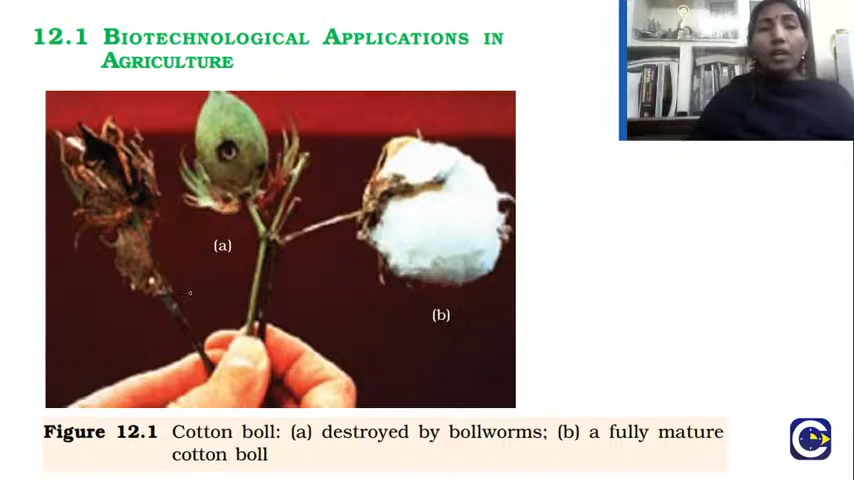 12.1 BIOTECHNOLOGICAL APPLICATIONS IN
AGRICULTURE
(a)
(b)
Figure 12.1 Cotton boll: (a) destroyed by bollworms; (b) a fully mature
cotton boll